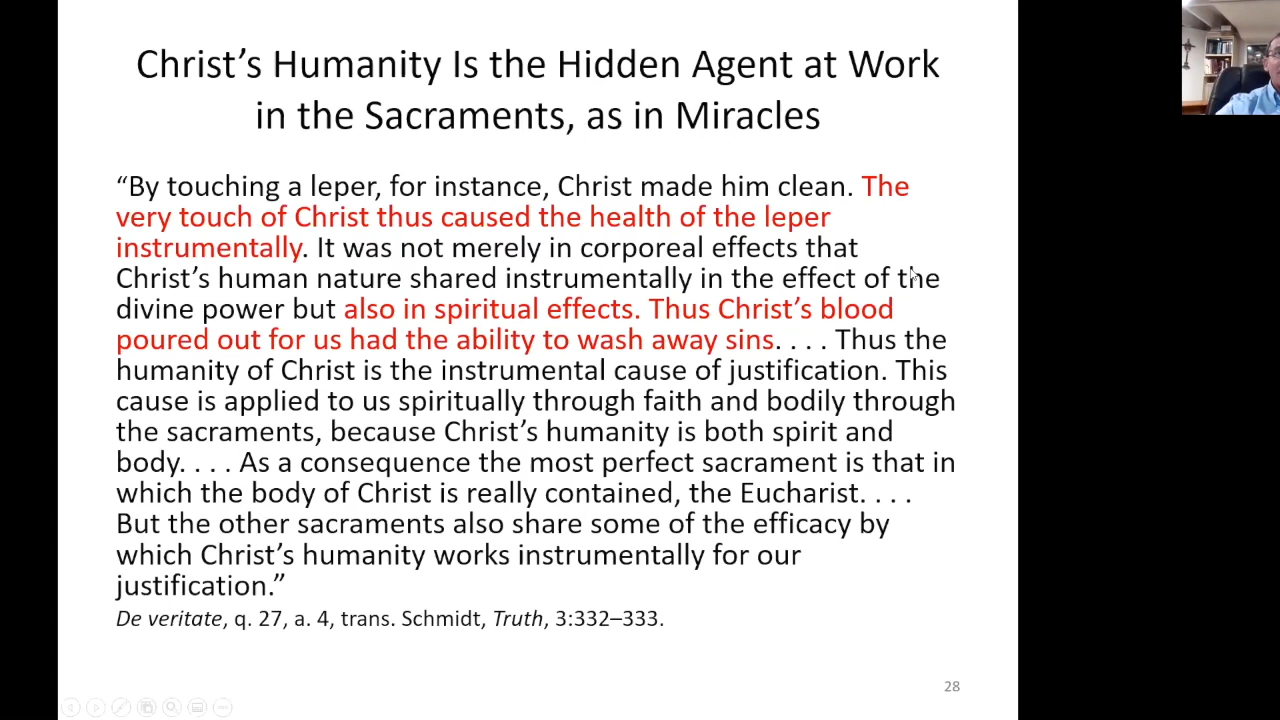 Christ’s Humanity Is the Hidden Agent at Work
in the Sacraments, as in Miracles
“By touching a leper, for instance, Christ made him clean. The
very touch of Christ thus caused the health of the leper
instrumentally. It was not merely in corporeal effects that
Christ’s human nature shared instrumentally in the effect of the
divine power but also in spiritual effects. Thus Christ’s blood
poured out for us had the ability to wash away sins. . . . Thus the
humanity of Christ is the instrumental cause of justification. This
cause is applied to us spiritually through faith and bodily through
the sacraments, because Christ’s humanity is both spirit and
body. . . . As a consequence the most perfect sacrament is that in
which the body of Christ is really contained, the Eucharist. . . .
But the other sacraments also share some of the efficacy by
which Christ’s humanity works instrumentally for our
justification.”
De veritate, q. 27, a. 4, trans. Schmidt, Truth, 3:332–333.
28